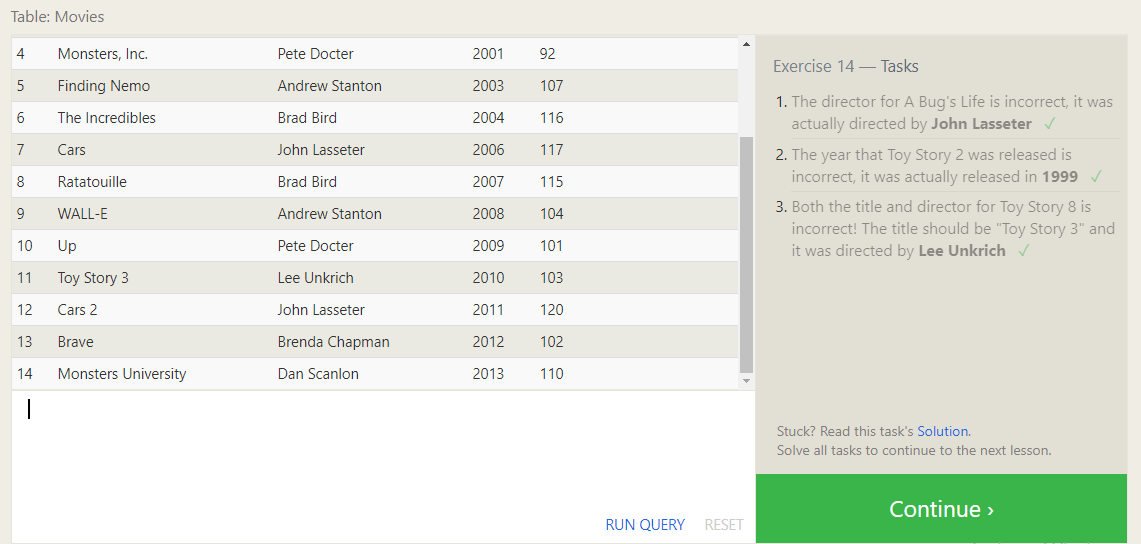 Table: Movies
4 Monsters, Inc. Pete Docter 2001 92
5 Finding Nemo Andrew Stanton 2003 107
6 The Incredibles Brad Bird 2004 116
7 Cars John Lasseter 2006 117
8 Ratatouille Brad Bird 2007 115
9 WALL-E Andrew Stanton 2008 104
10 Up Pete Docter 2009 101
11 Toy Story 3 Lee Unkrich 2010 103
12 Cars 2 John Lasseter 2011 120
13 Brave Brenda Chapman 2012 102
14 Monsters University Dan Scanlon 2013 110
RUN QUERY RESET
Exercise 14 — Tasks
1. The director for A Bug's Life is incorrect, it was
actually directed by John Lasseter ✓
2. The year that Toy Story 2 was released is
incorrect, it was actually released in 1999 ✓
3. Both the title and director for Toy Story 8 is
incorrect! The title should be "Toy Story 3" and
it was directed by Lee Unkrich ✓
Stuck? Read this task's Solution.
Solve all tasks to continue to the next lesson.
Continue ›